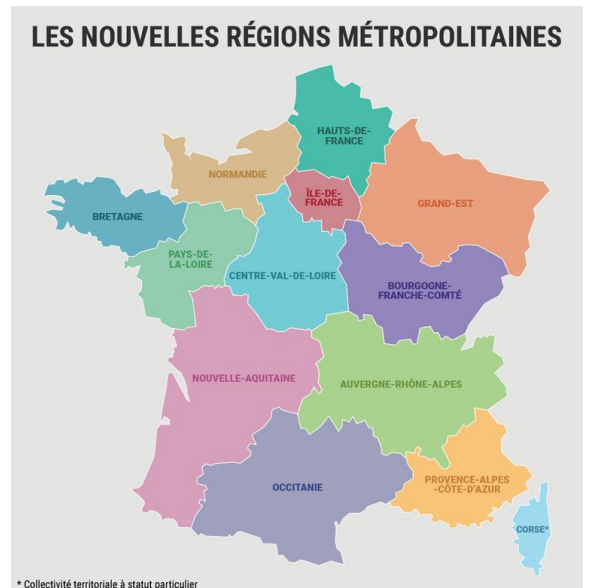 LES NOUVELLES RÉGIONS MÉTROPOLITAINES
HAUTS-DE-
FRANCE
NORMANDIE
ÎLE-DE-
FRANCE
GRAND-EST
BRETAGNE
PAYS-DE-
LA-LOIRE
CENTRE-VAL-DE-LOIRE
BOURGOGNE-
FRANCHE-COMTÉ
NOUVELLE-AQUITAINE
AUVERGNE-RHÔNE-ALPES
PROVENCE-ALPES
-CÔTE-D'AZUR
OCCITANIE
CORSE*
* Collectivité territoriale à statut particulier